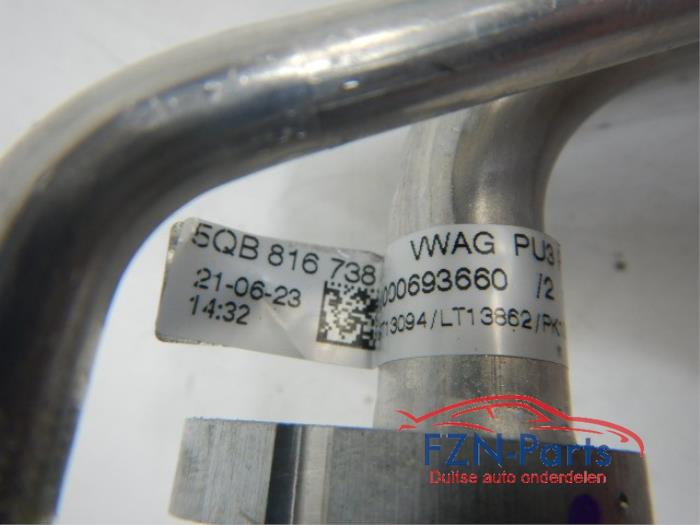 5QB 816 738
21-06-23
14:32
VWAG PU3
000693660 /2
13094/LT13862/PK
FZN-Parts
Duitse auto onderdelen